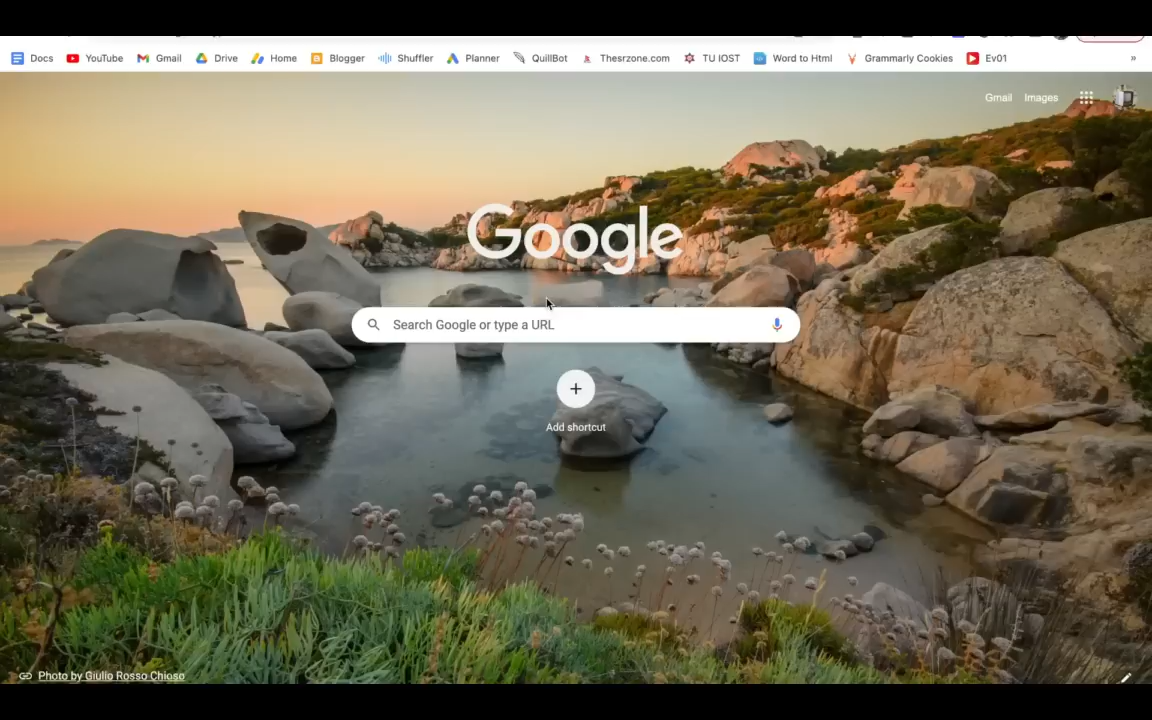 Docs YouTube Gmail Drive Home Blogger Shuffler Planner QuillBot Thesrzone.com TU IOST Word to Html Grammarly Cookies Ev01 »
Gmail Images
Google
Search Google or type a URL
Add shortcut
Photo by Giulio Rosso Chioso